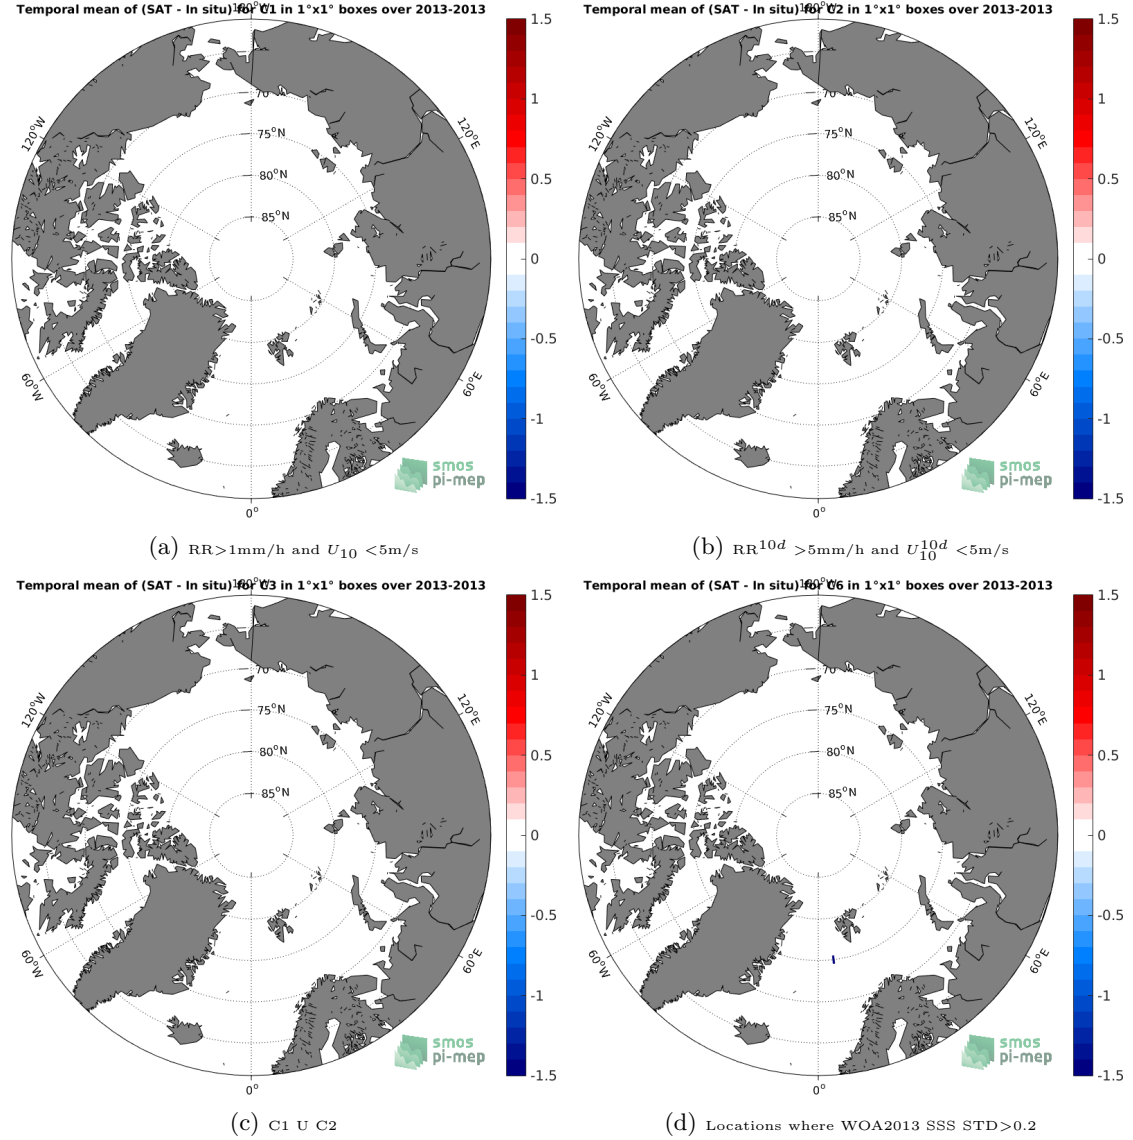 Temporal mean of (SAT - In situ) for C1 in 1°x1° boxes over 2013-2013
180°W
120°W
120°E
60°W
60°E
0°
70
75°N
80°N
85°N
1.5
1
0.5
0
-0.5
-1
-1.5
smos
pi-mep
(a) RR>1mm/h and U10 <5m/s
Temporal mean of (SAT - In situ) for C2 in 1°x1° boxes over 2013-2013
180°W
120°W
120°E
60°W
60°E
0°
70
75°N
80°N
85°N
1.5
1
0.5
0
-0.5
-1
-1.5
smos
pi-mep
(b) RR^10d >5mm/h and U10^10d <5m/s
Temporal mean of (SAT - In situ) for C3 in 1°x1° boxes over 2013-2013
180°W
120°W
120°E
60°W
60°E
0°
70
75°N
80°N
85°N
1.5
1
0.5
0
-0.5
-1
-1.5
smos
pi-mep
(c) C1 U C2
Temporal mean of (SAT - In situ) for C6 in 1°x1° boxes over 2013-2013
180°W
120°W
120°E
60°W
60°E
0°
70
75°N
80°N
85°N
1.5
1
0.5
0
-0.5
-1
-1.5
smos
pi-mep
(d) Locations where WOA2013 SSS STD>0.2